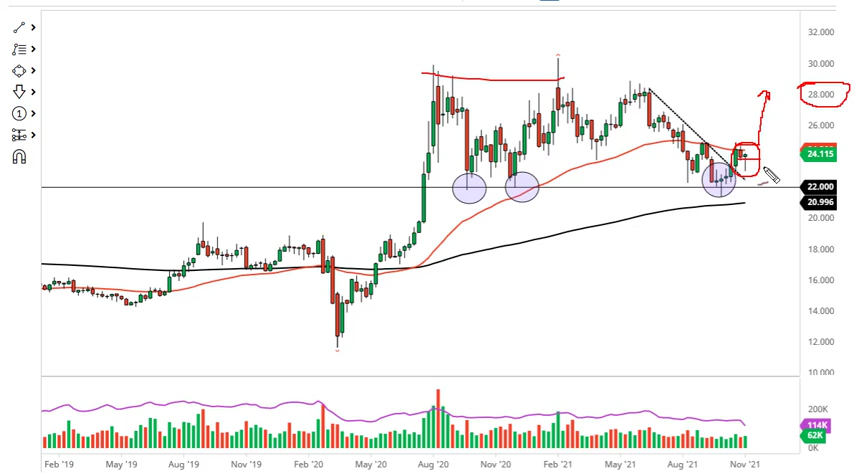 32.000
30.000
28.000
26.000
24.115
22.000
20.996
20.000
18.000
16.000
14.000
12.000
10.000
200K
114K
62K
0K
Feb '19
May '19
Aug '19
Nov '19
Feb '20
May '20
Aug '20
Nov '20
Feb '21
May '21
Aug '21
Nov '21
1